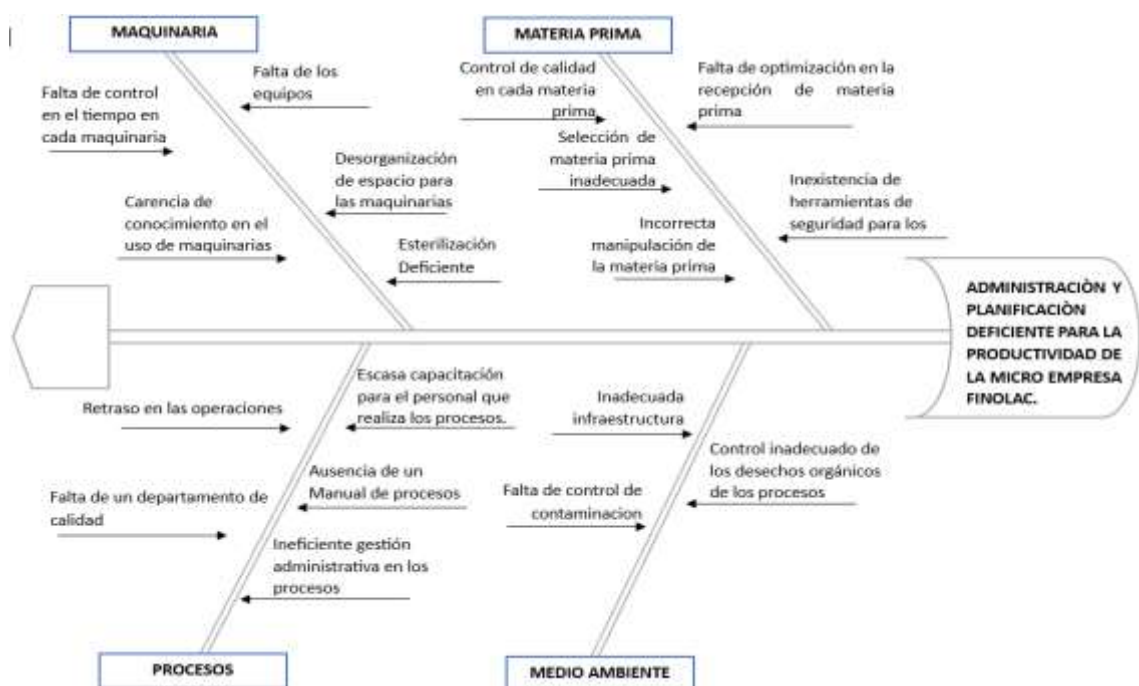 MAQUINARIA
Falta de los
equipos
Falta de control
en el tiempo en
cada maquinaria
Desorganización
de espacio para
las maquinarias
Carencia de
conocimiento en el
uso de maquinarias
Esterilización
Deficiente
MATERIA PRIMA
Control de calidad
en cada materia
prima
Falta de optimización en la
recepción de materia
prima
Selección de
materia prima
inadecuada
Inexistencia de
herramientas de
seguridad para los
Incorrecta
manipulación de
la materia prima
ADMINISTRACIÒN Y
PLANIFICACIÒN
DEFICIENTE PARA LA
PRODUCTIVIDAD DE
LA MICRO EMPRESA
FINOLAC.
Escasa capacitación
para el personal que
realiza los procesos.
Retraso en las operaciones
Ausencia de un
Manual de procesos
Falta de un departamento de
calidad
Ineficiente gestión
administrativa en los
procesos
PROCESOS
Inadecuada
infraestructura
Control inadecuado de
los desechos orgánicos
de los procesos
Falta de control de
contaminacion
MEDIO AMBIENTE